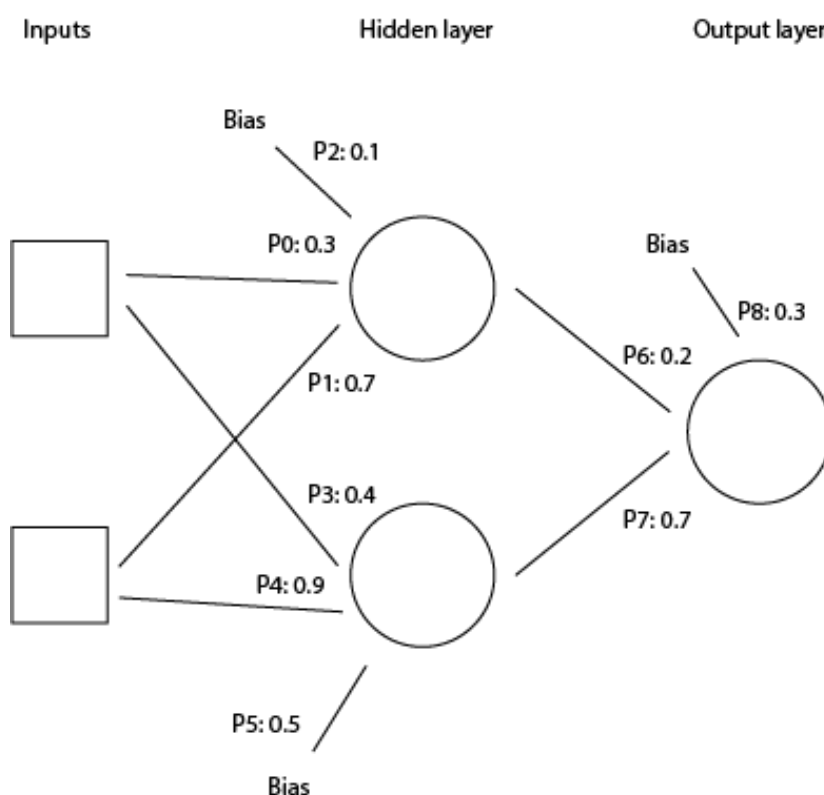 Inputs
Hidden layer
Output layer
Bias
P2: 0.1
P0: 0.3
Bias
P8: 0.3
P6: 0.2
P1: 0.7
P3: 0.4
P7: 0.7
P4: 0.9
P5: 0.5
Bias